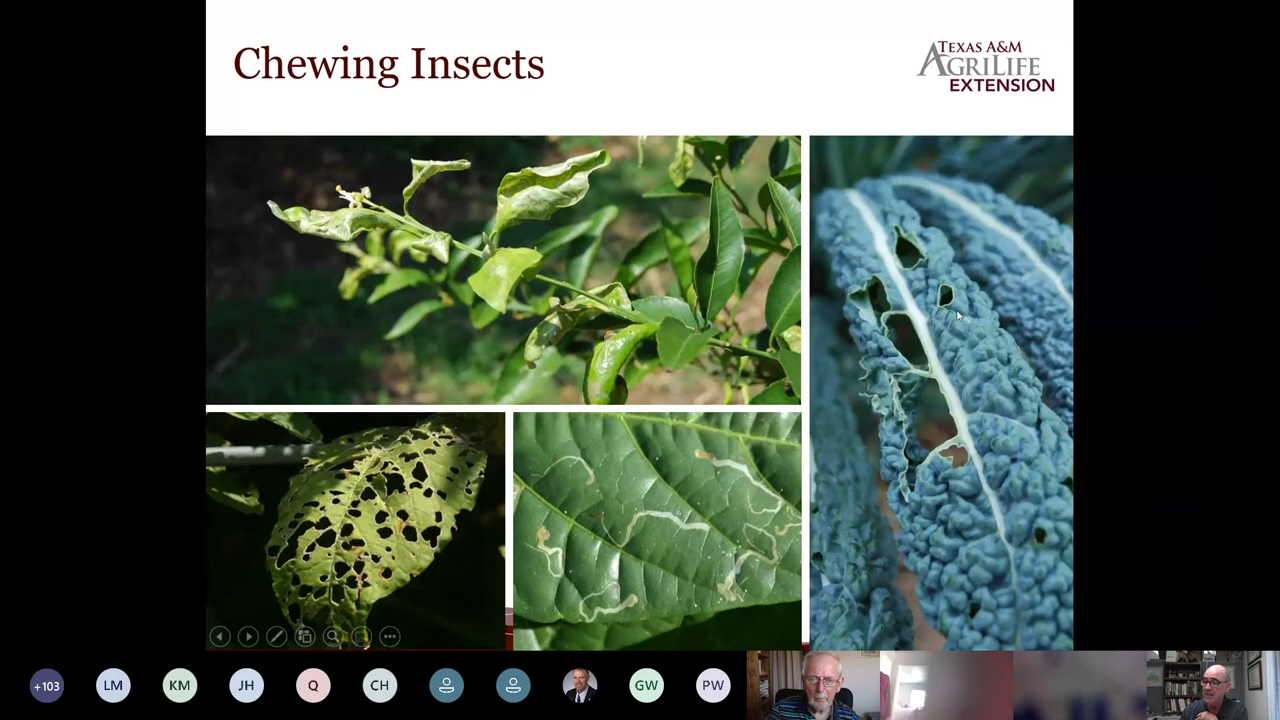 Chewing Insects
TEXAS A&M
AGRILIFE
EXTENSION
+103
LM
KM
JH
Q
CH
GW
PW